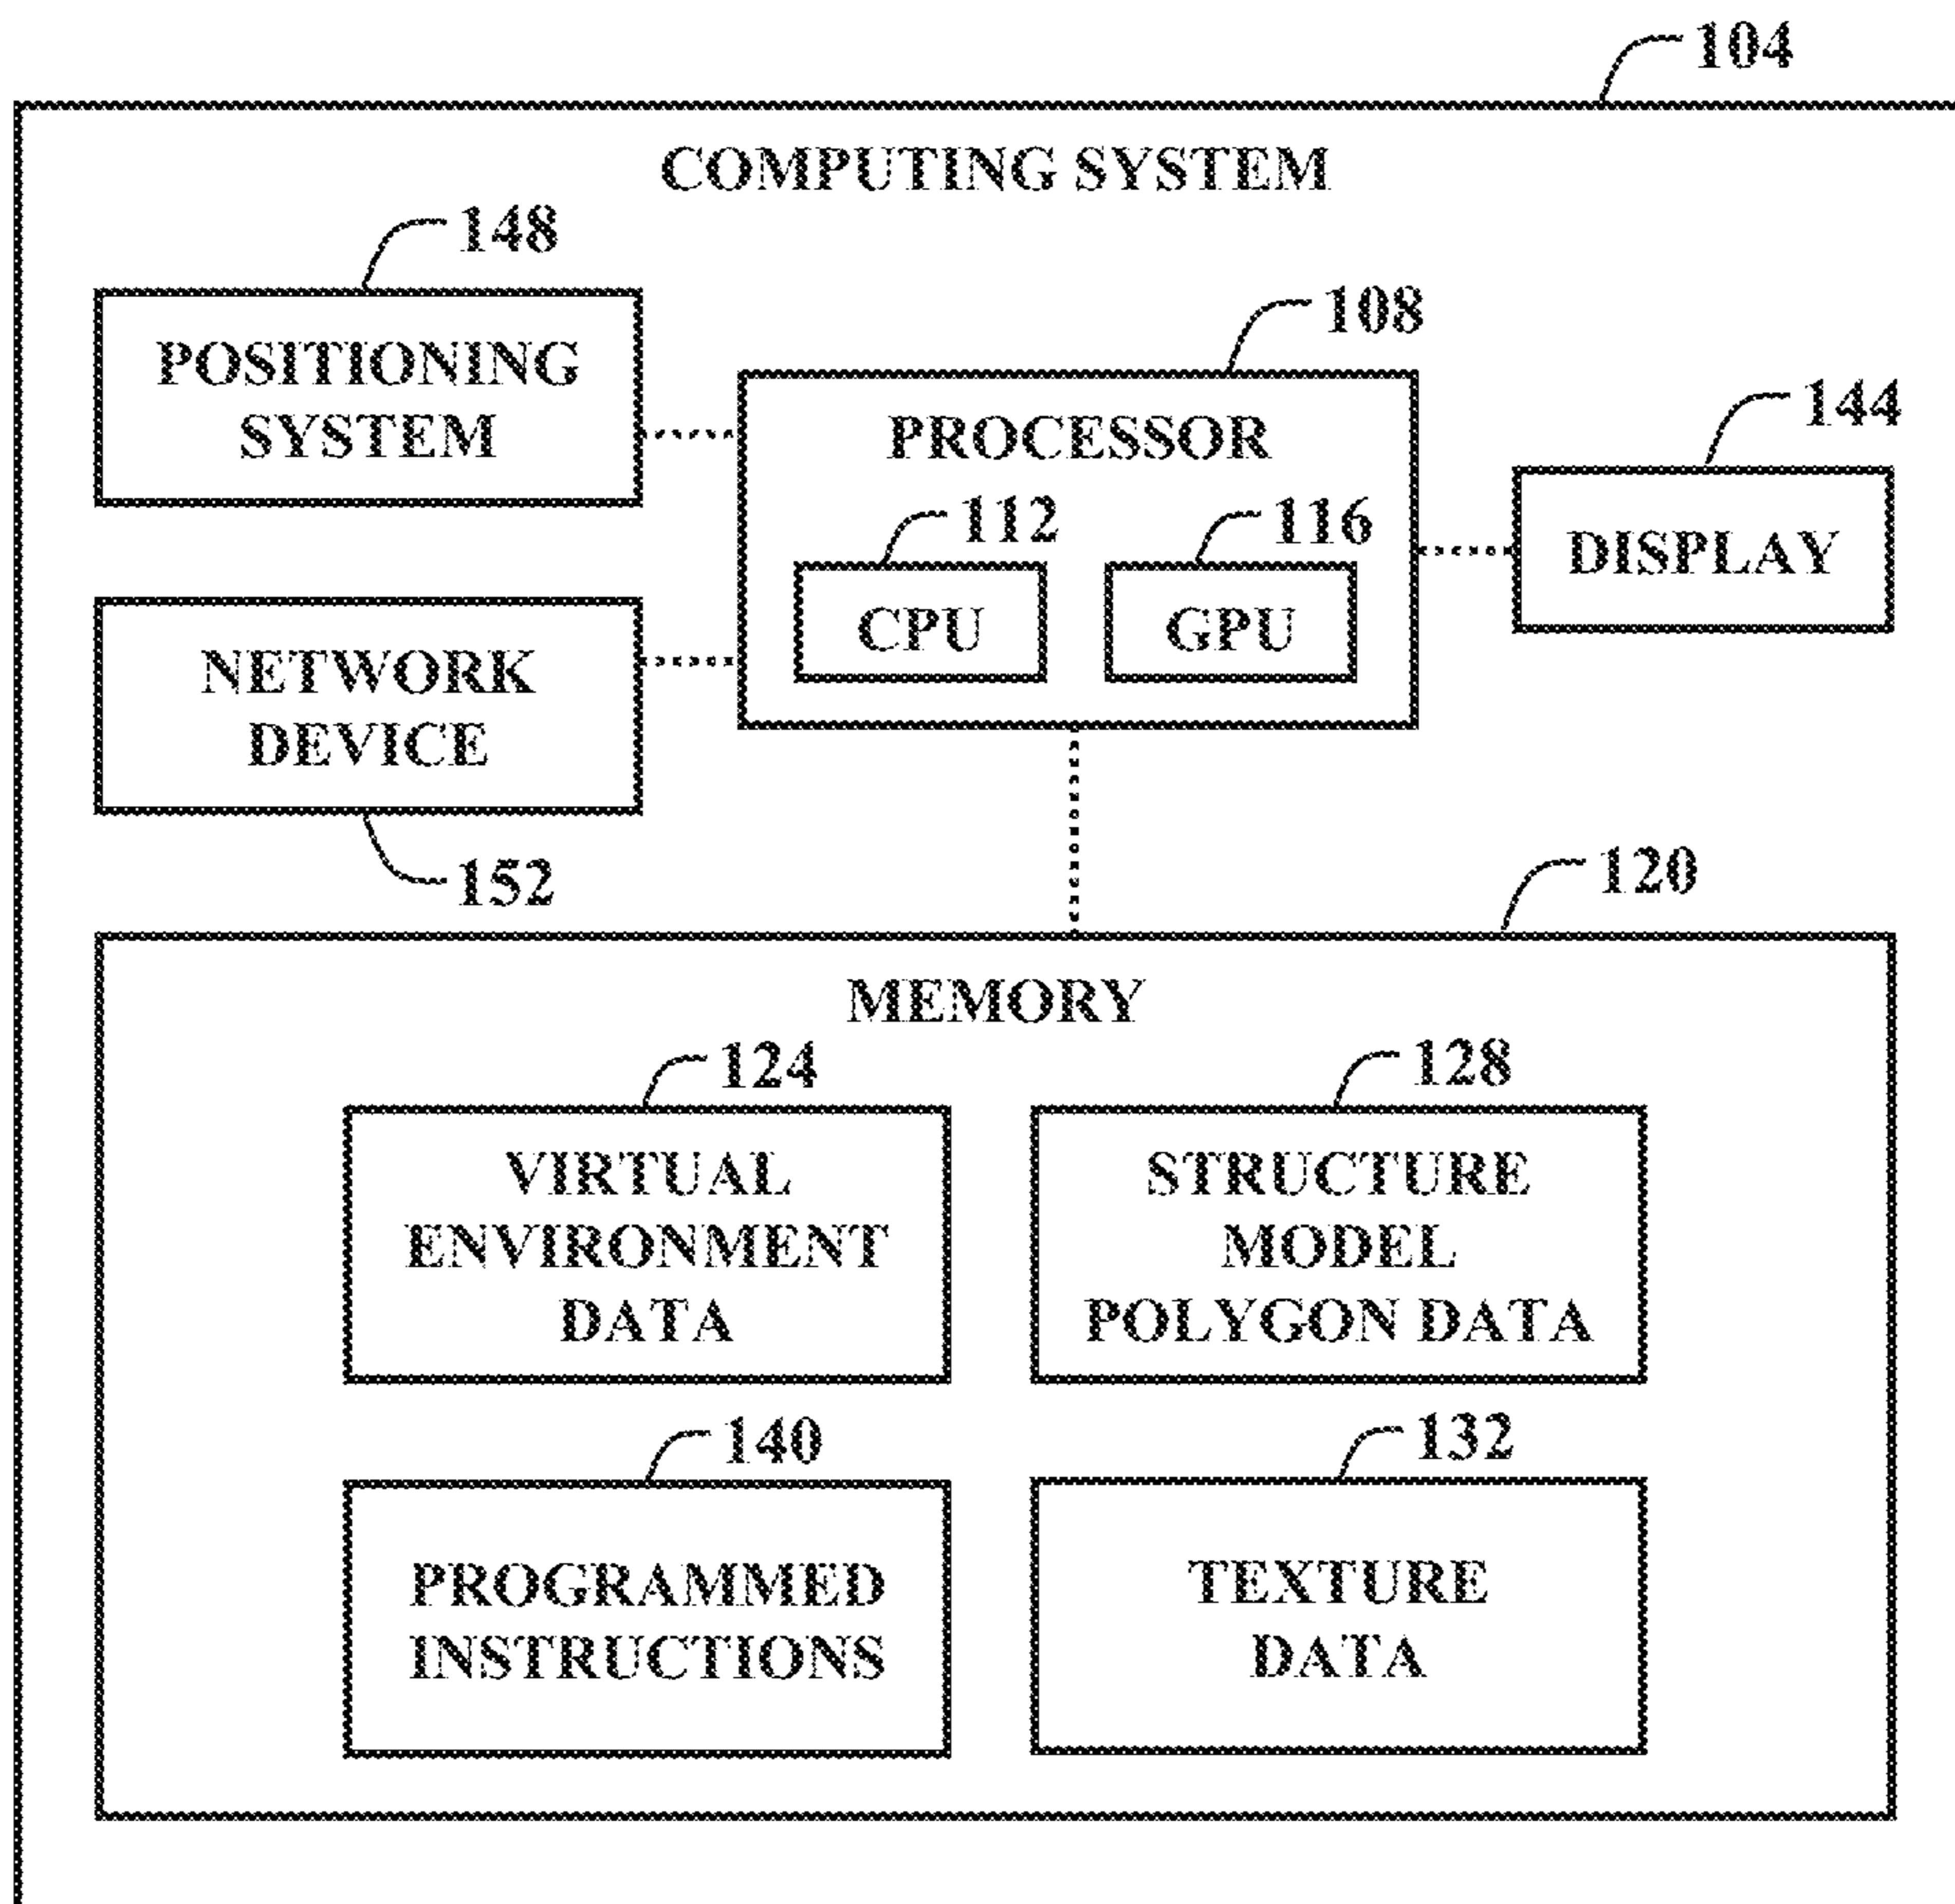 104
COMPUTING SYSTEM
148
POSITIONING
SYSTEM
108
PROCESSOR
112
CPU
116
GPU
144
DISPLAY
NETWORK
DEVICE
152
120
MEMORY
124
VIRTUAL
ENVIRONMENT
DATA
128
STRUCTURE
MODEL
POLYGON DATA
140
PROGRAMMED
INSTRUCTIONS
132
TEXTURE
DATA